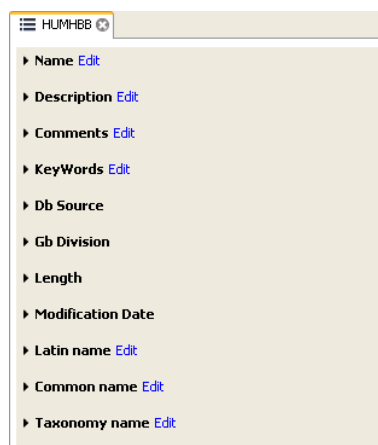 HUMHBB
Name Edit
Description Edit
Comments Edit
KeyWords Edit
Db Source
Gb Division
Length
Modification Date
Latin name Edit
Common name Edit
Taxonomy name Edit